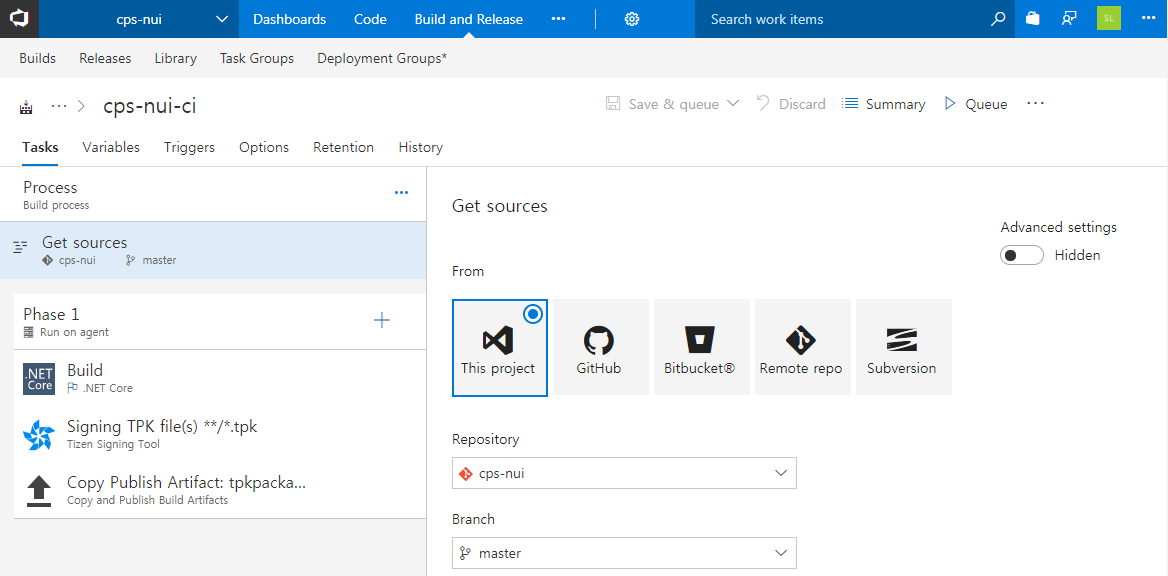 cps-nui
Dashboards
Code
Build and Release
...
Search work items
SL
...
Builds
Releases
Library
Task Groups
Deployment Groups*
... > cps-nui-ci
Save & queue
Discard
Summary
Queue
...
Tasks
Variables
Triggers
Options
Retention
History
Process
Build process
...
Get sources
cps-nui
master
Phase 1
Run on agent
.NET
Core
Build
.NET Core
Signing TPK file(s) **/*.tpk
Tizen Signing Tool
Copy Publish Artifact: tpkpacka...
Copy and Publish Build Artifacts
Get sources
Advanced settings
Hidden
From
This project
GitHub
Bitbucket®
Remote repo
Subversion
Repository
cps-nui
Branch
master